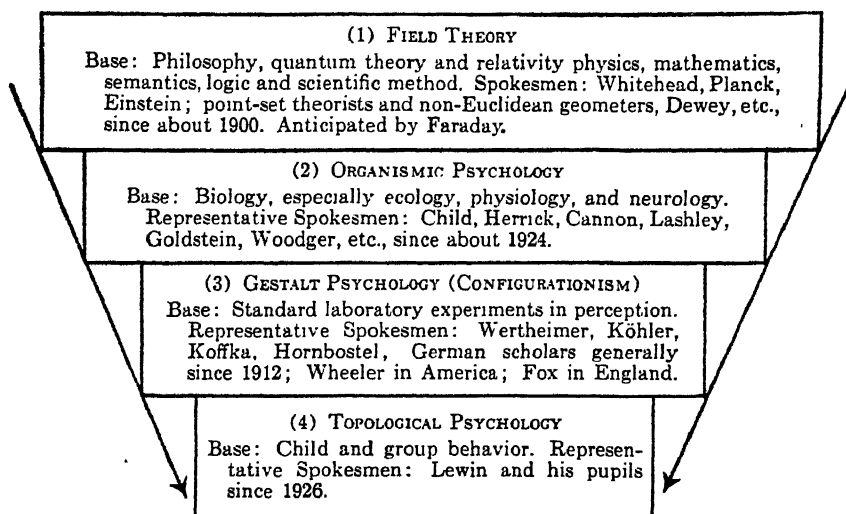 (1) FIELD THEORY
Base: Philosophy, quantum theory and relativity physics, mathematics,
semantics, logic and scientific method. Spokesmen: Whitehead, Planck,
Einstein; point-set theorists and non-Euclidean geometers, Dewey, etc.,
since about 1900. Anticipated by Faraday.
(2) ORGANISMIC PSYCHOLOGY
Base: Biology, especially ecology, physiology, and neurology.
Representative Spokesmen: Child, Herrick, Cannon, Lashley,
Goldstein, Woodger, etc., since about 1924.
(3) GESTALT PSYCHOLOGY (CONFIGURATIONISM)
Base: Standard laboratory experiments in perception.
Representative Spokesmen: Wertheimer, Köhler,
Koffka, Hornbostel, German scholars generally
since 1912; Wheeler in America; Fox in England.
(4) TOPOLOGICAL PSYCHOLOGY
Base: Child and group behavior. Represen-
tative Spokesmen: Lewin and his pupils
since 1926.